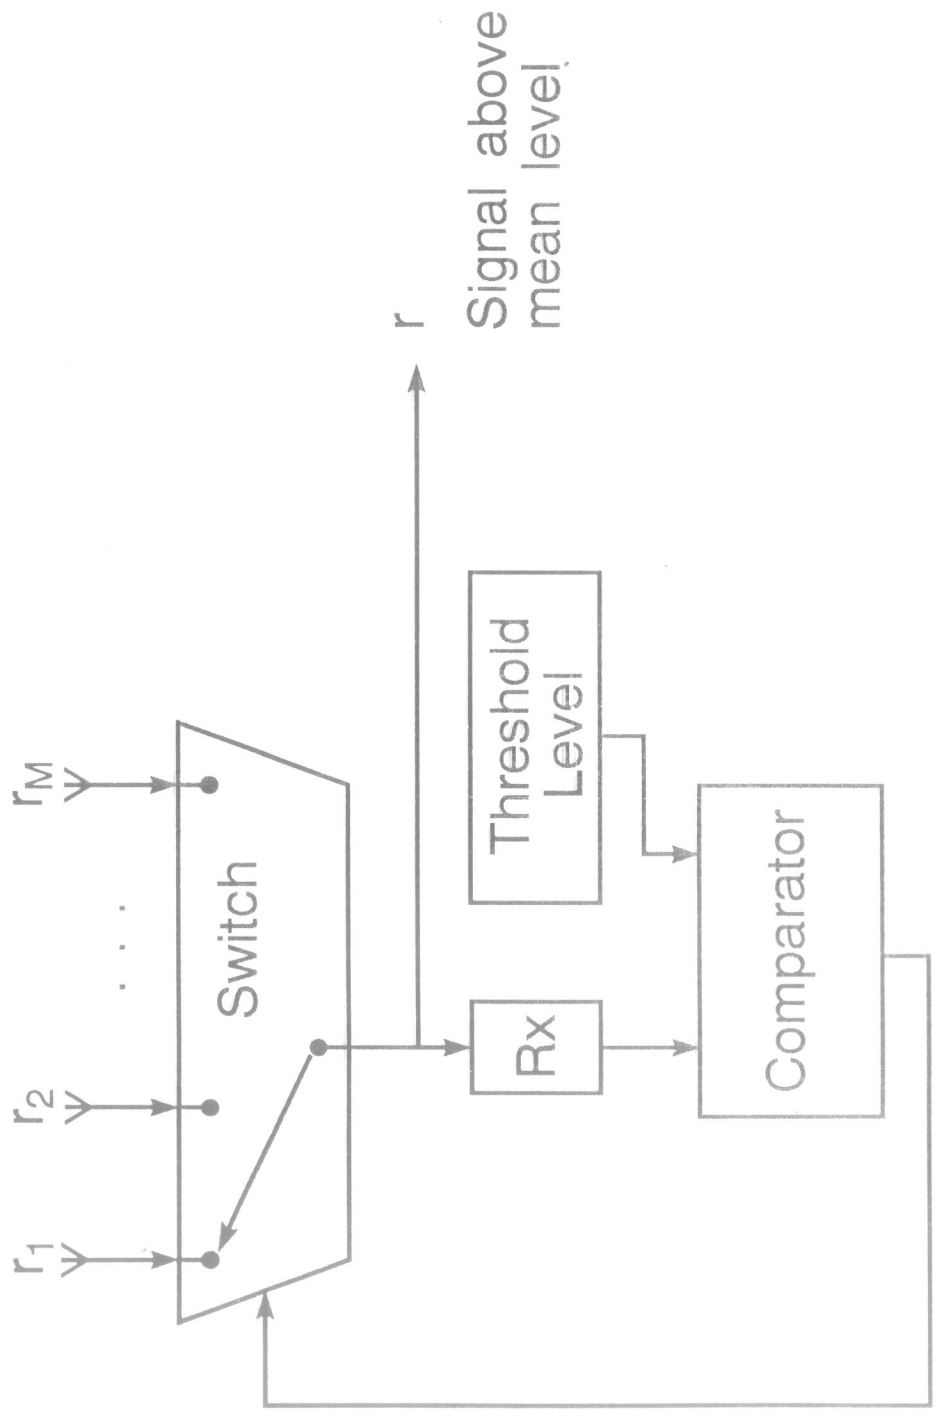 r1
r2
. . .
rM
Switch
r
Signal above
mean level
Threshold
Level
Rx
Comparator